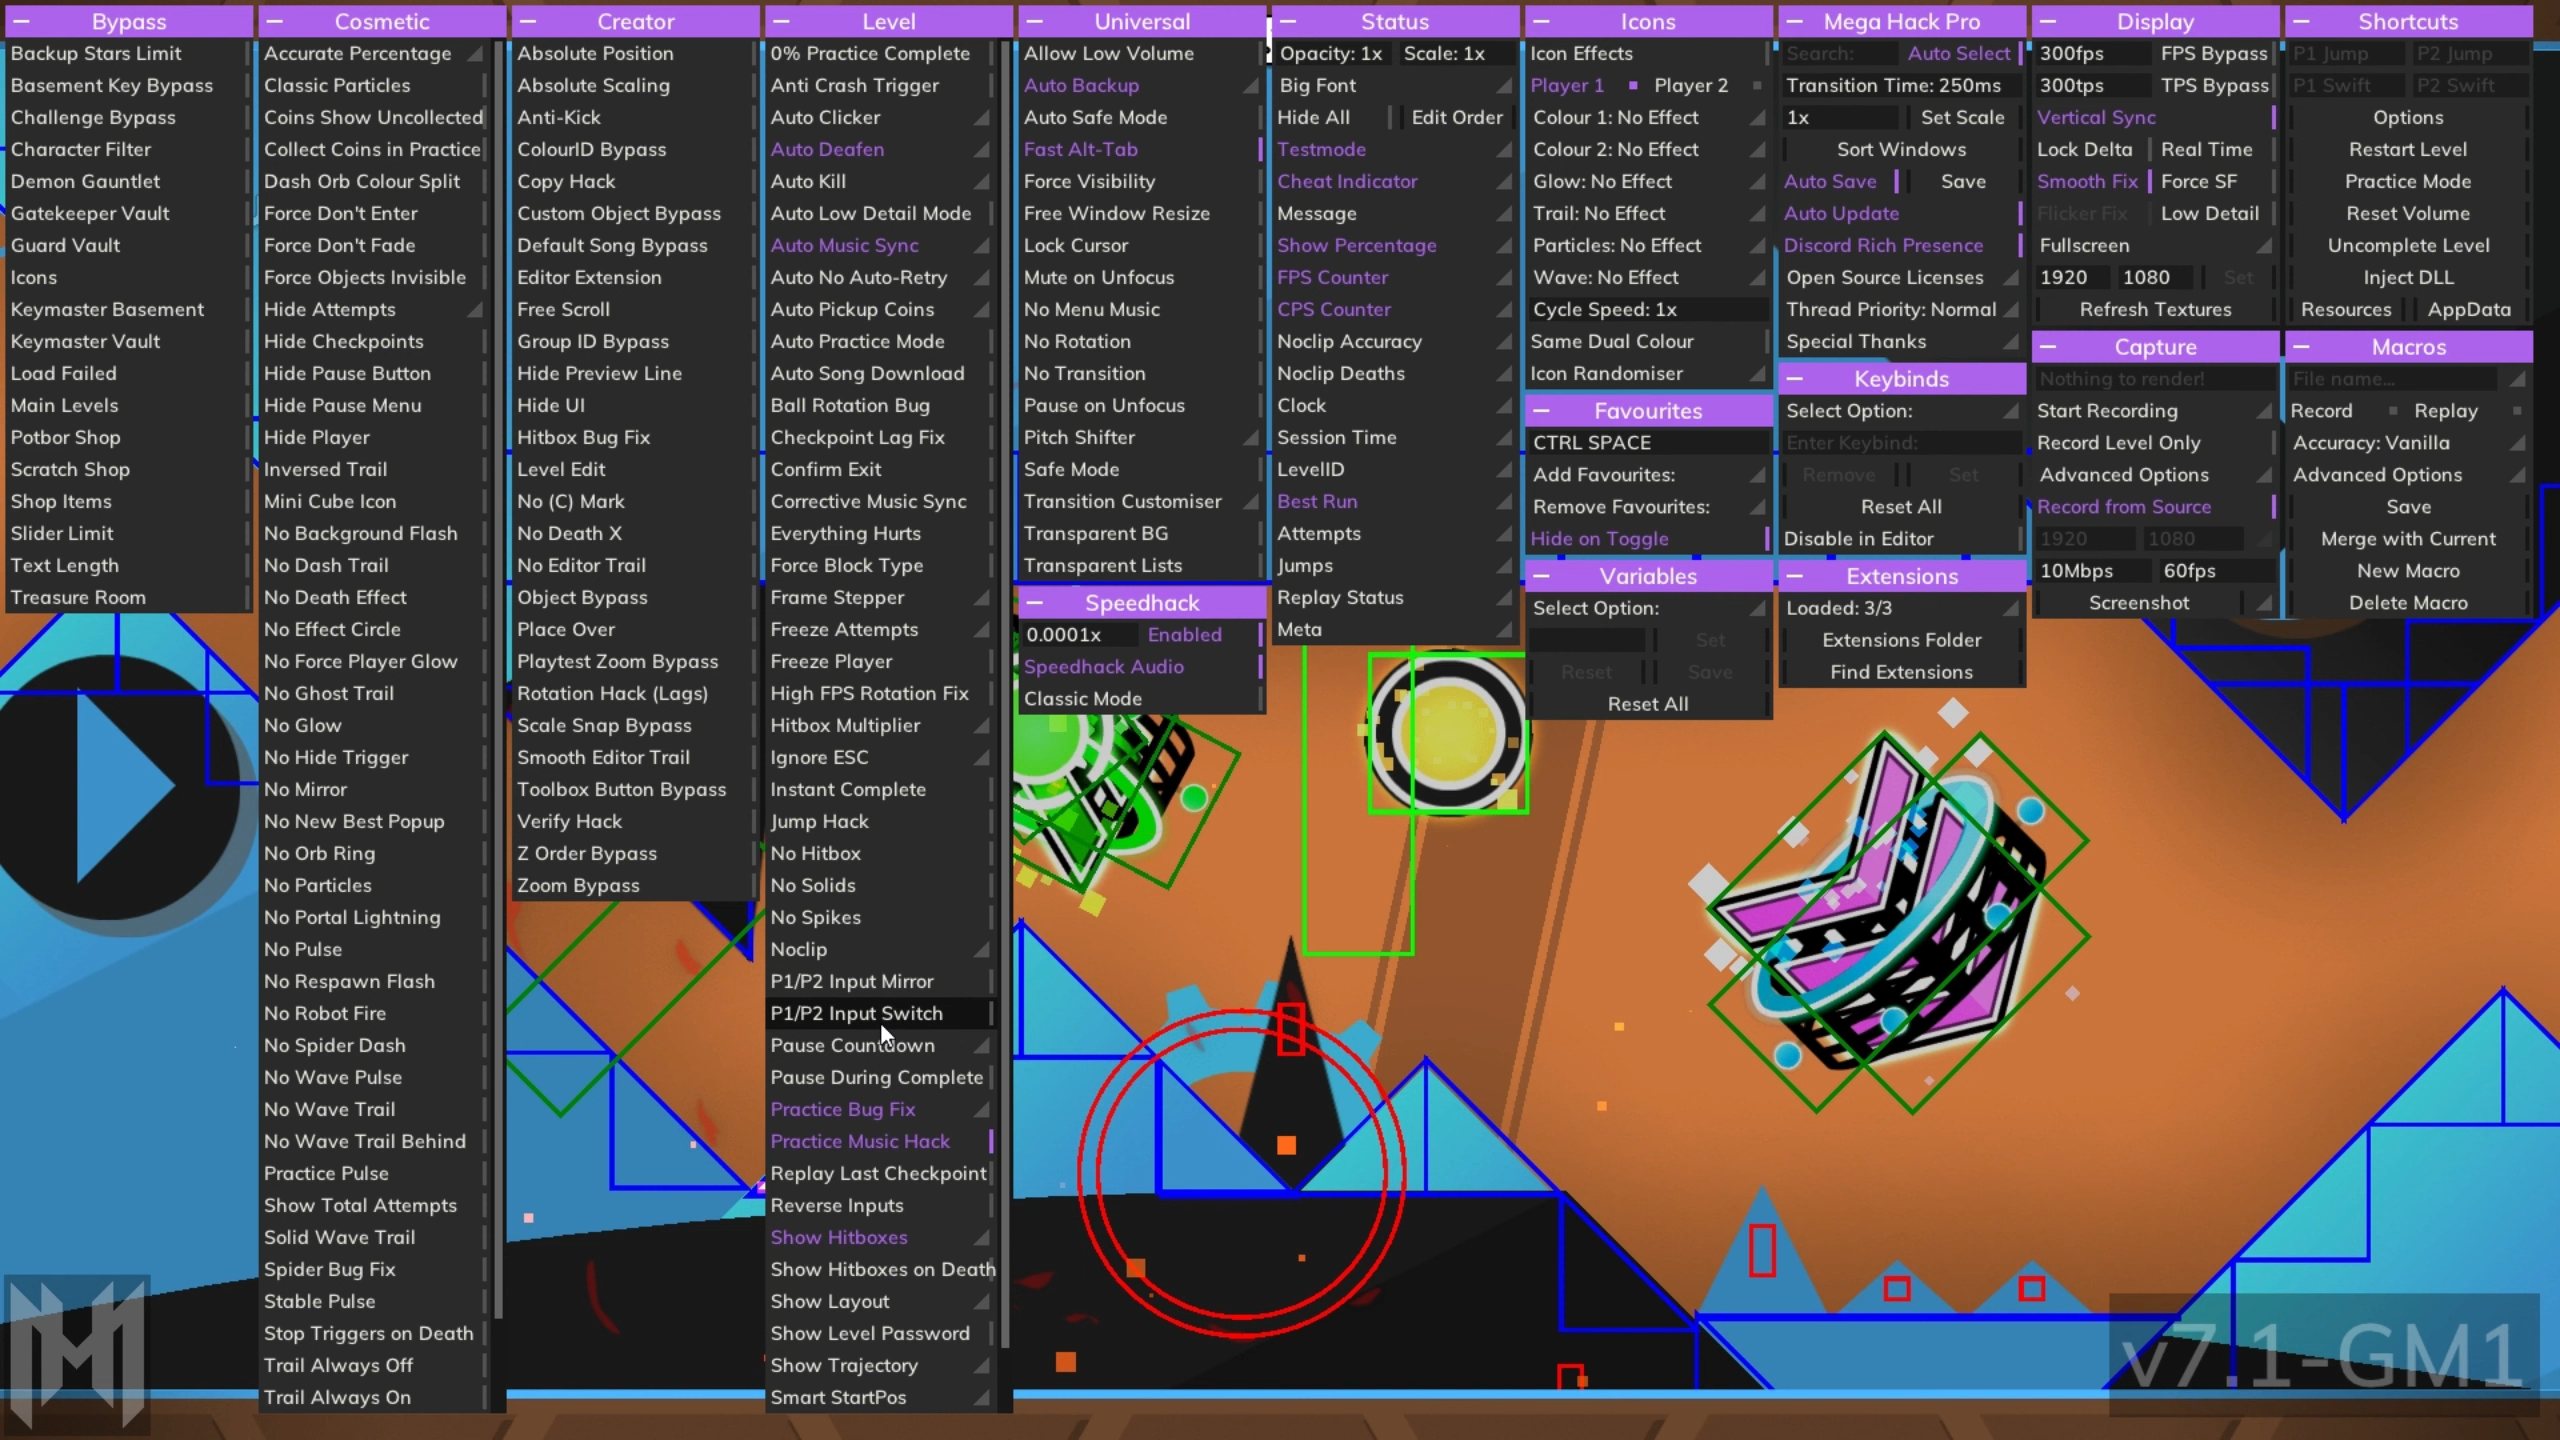 Bypass
Backup Stars Limit
Basement Key Bypass
Challenge Bypass
Character Filter
Demon Gauntlet
Gatekeeper Vault
Guard Vault
Icons
Keymaster Basement
Keymaster Vault
Load Failed
Main Levels
Potbor Shop
Scratch Shop
Shop Items
Slider Limit
Text Length
Treasure Room
Cosmetic
Accurate Percentage
Classic Particles
Coins Show Uncollected
Collect Coins in Practice
Dash Orb Colour Split
Force Don't Enter
Force Don't Fade
Force Objects Invisible
Hide Attempts
Hide Checkpoints
Hide Pause Button
Hide Pause Menu
Hide Player
Inversed Trail
Mini Cube Icon
No Background Flash
No Dash Trail
No Death Effect
No Effect Circle
No Force Player Glow
No Ghost Trail
No Glow
No Hide Trigger
No Mirror
No New Best Popup
No Orb Ring
No Particles
No Portal Lightning
No Pulse
No Respawn Flash
No Robot Fire
No Spider Dash
No Wave Pulse
No Wave Trail
No Wave Trail Behind
Practice Pulse
Show Total Attempts
Solid Wave Trail
Spider Bug Fix
Stable Pulse
Stop Triggers on Death
Trail Always Off
Trail Always On
Creator
Absolute Position
Absolute Scaling
Anti-Kick
ColourID Bypass
Copy Hack
Custom Object Bypass
Default Song Bypass
Editor Extension
Free Scroll
Group ID Bypass
Hide Preview Line
Hide UI
Hitbox Bug Fix
Level Edit
No (C) Mark
No Death X
No Editor Trail
Object Bypass
Place Over
Playtest Zoom Bypass
Rotation Hack (Lags)
Scale Snap Bypass
Smooth Editor Trail
Toolbox Button Bypass
Verify Hack
Z Order Bypass
Zoom Bypass
Level
0% Practice Complete
Anti Crash Trigger
Auto Clicker
Auto Deafen
Auto Kill
Auto Low Detail Mode
Auto Music Sync
Auto No Auto-Retry
Auto Pickup Coins
Auto Practice Mode
Auto Song Download
Ball Rotation Bug
Checkpoint Lag Fix
Confirm Exit
Corrective Music Sync
Everything Hurts
Force Block Type
Frame Stepper
Freeze Attempts
Freeze Player
High FPS Rotation Fix
Hitbox Multiplier
Ignore ESC
Instant Complete
Jump Hack
No Hitbox
No Solids
No Spikes
Noclip
P1/P2 Input Mirror
P1/P2 Input Switch
Pause Countdown
Pause During Complete
Practice Bug Fix
Practice Music Hack
Replay Last Checkpoint
Reverse Inputs
Show Hitboxes
Show Hitboxes on Death
Show Layout
Show Level Password
Show Trajectory
Smart StartPos
Universal
Allow Low Volume
Auto Backup
Auto Safe Mode
Fast Alt-Tab
Force Visibility
Free Window Resize
Lock Cursor
Mute on Unfocus
No Menu Music
No Rotation
No Transition
Pause on Unfocus
Pitch Shifter
Safe Mode
Transition Customiser
Transparent BG
Transparent Lists
Speedhack
0.0001x Enabled
Speedhack Audio
Classic Mode
Status
Opacity: 1x Scale: 1x
Big Font
Hide All Edit Order
Testmode
Cheat Indicator
Message
Show Percentage
FPS Counter
CPS Counter
Noclip Accuracy
Noclip Deaths
Clock
Session Time
LevelID
Best Run
Attempts
Jumps
Replay Status
Meta
Icons
Icon Effects
Player 1 Player 2
Colour 1: No Effect
Colour 2: No Effect
Glow: No Effect
Trail: No Effect
Particles: No Effect
Wave: No Effect
Cycle Speed: 1x
Same Dual Colour
Icon Randomiser
Favourites
CTRL SPACE
Add Favourites:
Remove Favourites:
Hide on Toggle
Variables
Select Option:
Set
Reset Save
Reset All
Mega Hack Pro
Search: Auto Select
Transition Time: 250ms
1x Set Scale
Sort Windows
Auto Save Save
Auto Update
Discord Rich Presence
Open Source Licenses
Thread Priority: Normal
Special Thanks
Keybinds
Select Option:
Enter Keybind:
Remove Set
Reset All
Disable in Editor
Extensions
Loaded: 3/3
Extensions Folder
Find Extensions
Display
300fps FPS Bypass
300tps TPS Bypass
Vertical Sync
Lock Delta Real Time
Smooth Fix Force SF
Flicker Fix Low Detail
Fullscreen
1920 1080 Set
Refresh Textures
Capture
Nothing to render!
Start Recording
Record Level Only
Advanced Options
Record from Source
1920 1080
10Mbps 60fps
Screenshot
Shortcuts
P1 Jump P2 Jump
P1 Swift P2 Swift
Options
Restart Level
Practice Mode
Reset Volume
Uncomplete Level
Inject DLL
Resources AppData
Macros
File name...
Record Replay
Accuracy: Vanilla
Advanced Options
Save
Merge with Current
New Macro
Delete Macro
v7.1-GM1